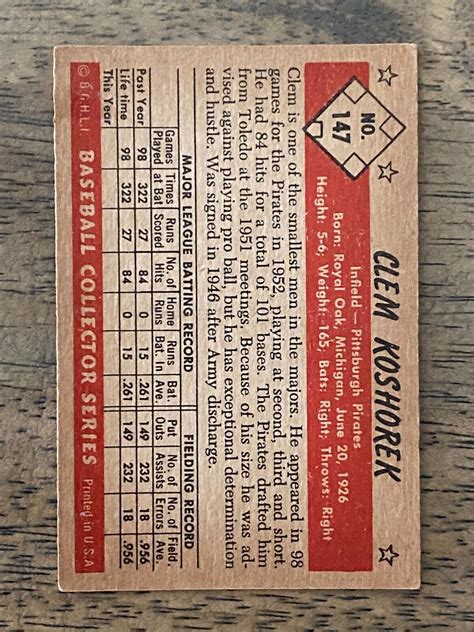 NO.
147
CLEM KOSHOREK
Infield — Pittsburgh Pirates
Born: Royal Oak, Michigan, June 20, 1926
Height: 5-6; Weight: -165; Bats: Right; Throws: Right
Clem is one of the smallest men in the majors. He appeared in 98
games for the Pirates in 1952, playing at second, third and short.
He had 84 hits for a total of 101 bases. The Pirates drafted him
from Toledo at the 1951 meetings. Because of his size he was ad-
vised against playing pro ball, but he has exceptional determination
and hustle. Was signed in 1946 after Army discharge.
MAJOR LEAGUE BATTING RECORD FIELDING RECORD
Games Times Runs No. of Home Runs Bat. Put No. of No. of Field.
Played at Bat Scored Hits Runs Bat. In Ave. Outs Assists Errors Ave.
Past Year 98 322 27 84 0 15 .261 149 232 18 .956
Life time 98 322 27 84 0 15 .261 149 232 18 .956
This Year
© B.G.H.L.I. BASEBALL COLLECTOR SERIES Printed in U.S.A.